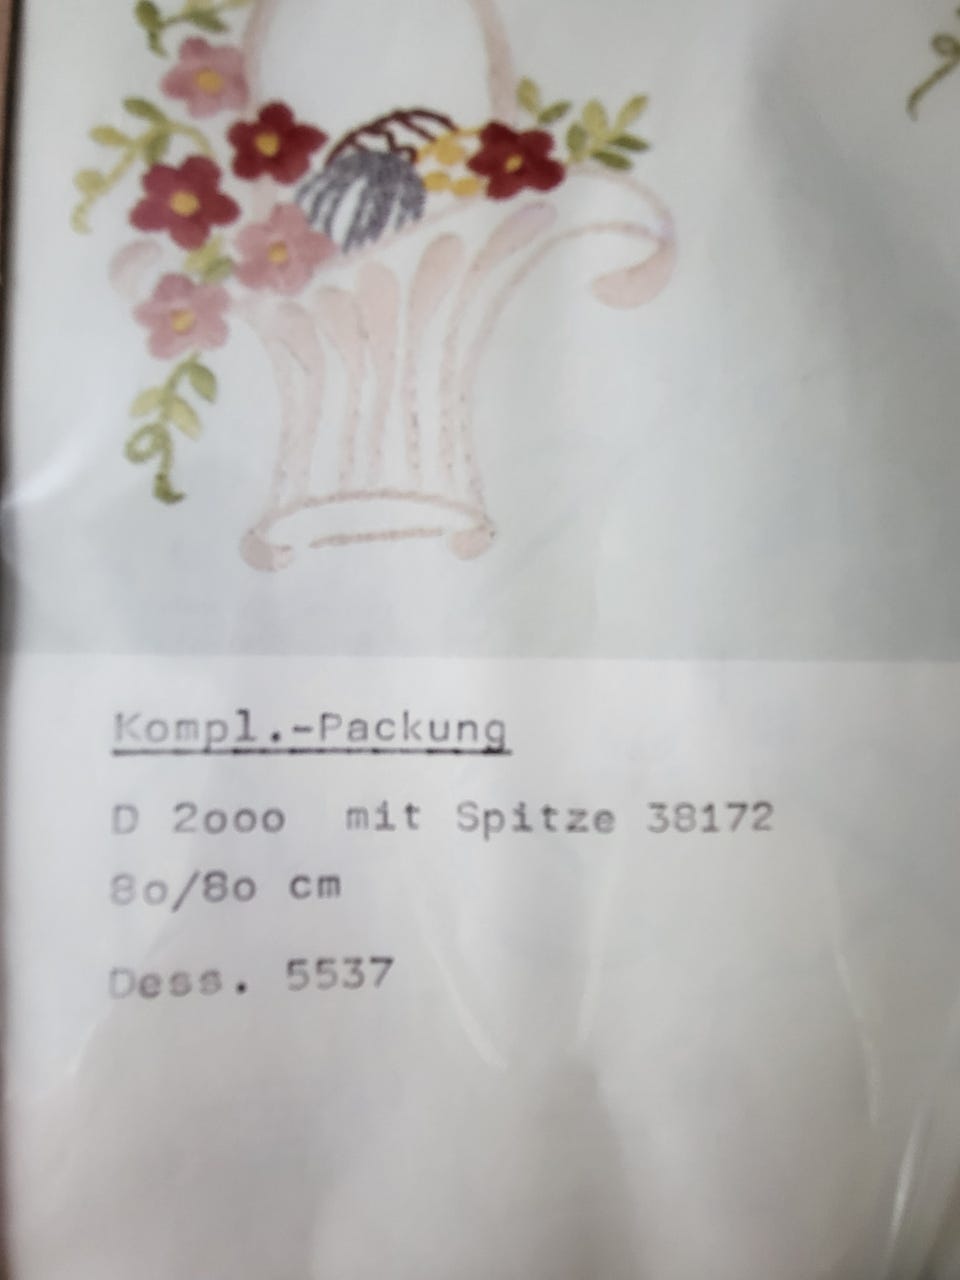 Kompl.-Packung
D 2ooo mit Spitze 38172
8o/8o cm
Dess. 5537